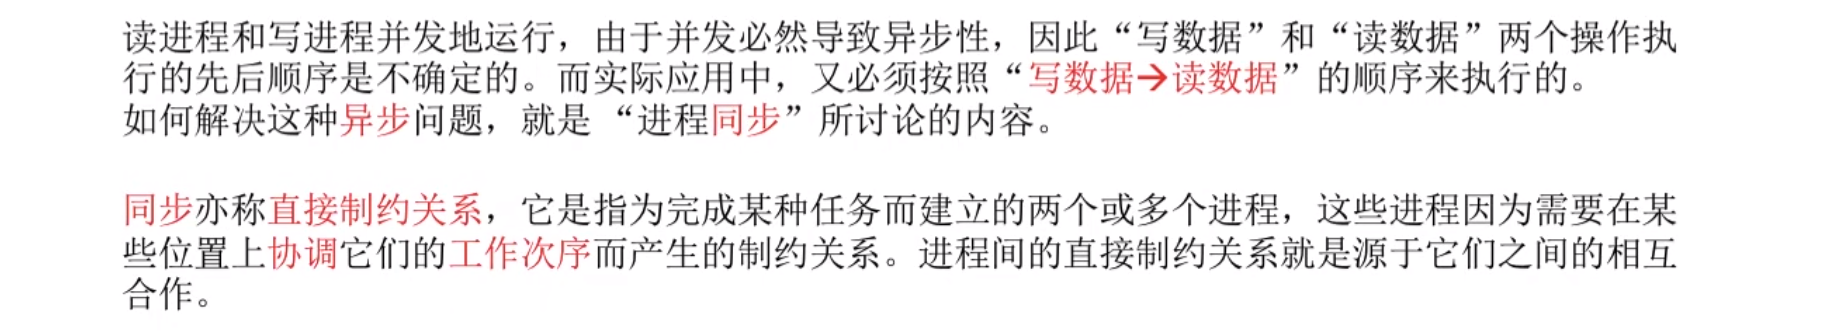 读进程和写进程并发地运行，由于并发必然导致异步性，因此“写数据”和“读数据”两个操作执
行的先后顺序是不确定的。而实际应用中，又必须按照“写数据→读数据”的顺序来执行的。
如何解决这种异步问题，就是 “进程同步”所讨论的内容。
同步亦称直接制约关系，它是指为完成某种任务而建立的两个或多个进程，这些进程因为需要在某
些位置上协调它们的工作次序而产生的制约关系。进程间的直接制约关系就是源于它们之间的相互
合作。